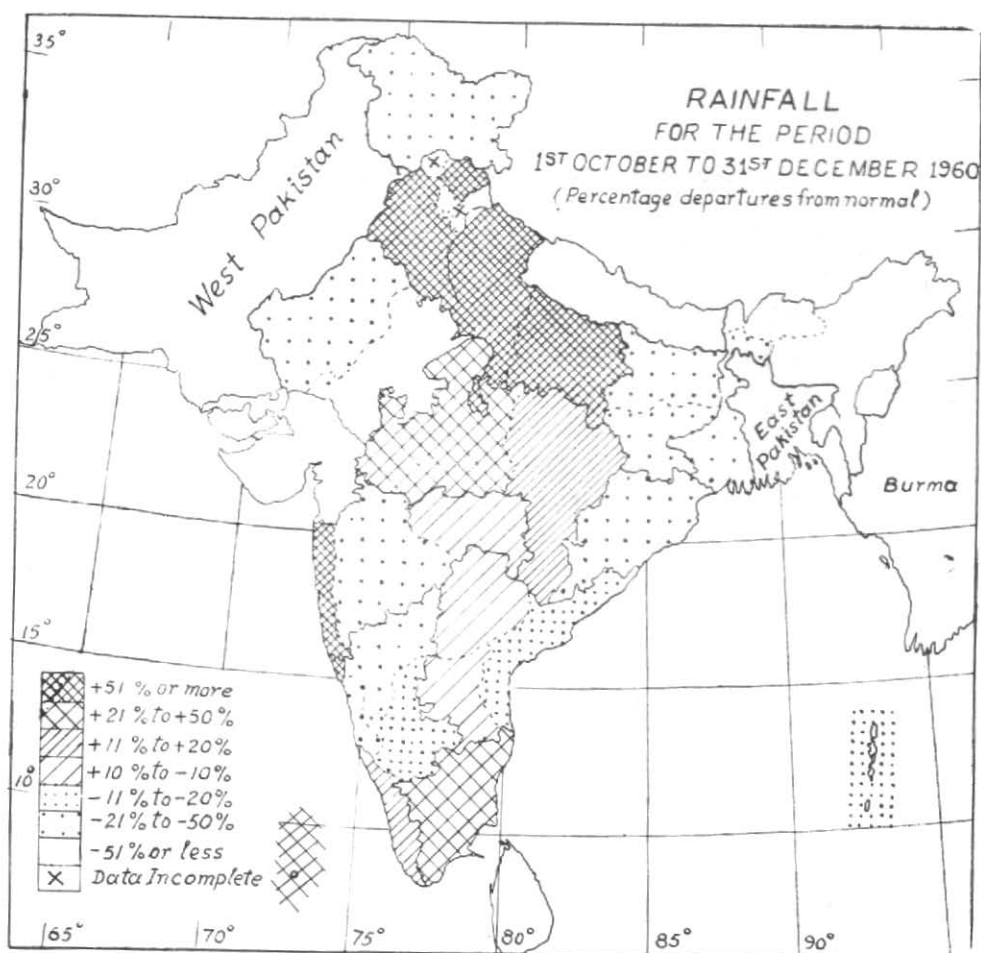 RAINFALL
FOR THE PERIOD
1ST OCTOBER TO 31ST DECEMBER 1960
(Percentage departures from normal)
35°
30°
25°
20°
15°
10°
West Pakistan
East
Pakistan
Burma
+51 % or more
+21 % to +50%
+11 % to +20%
+10 % to -10%
-11 % to -20%
-21 % to -50%
-51 % or less
× Data Incomplete
65°
70°
75°
80°
85°
90°